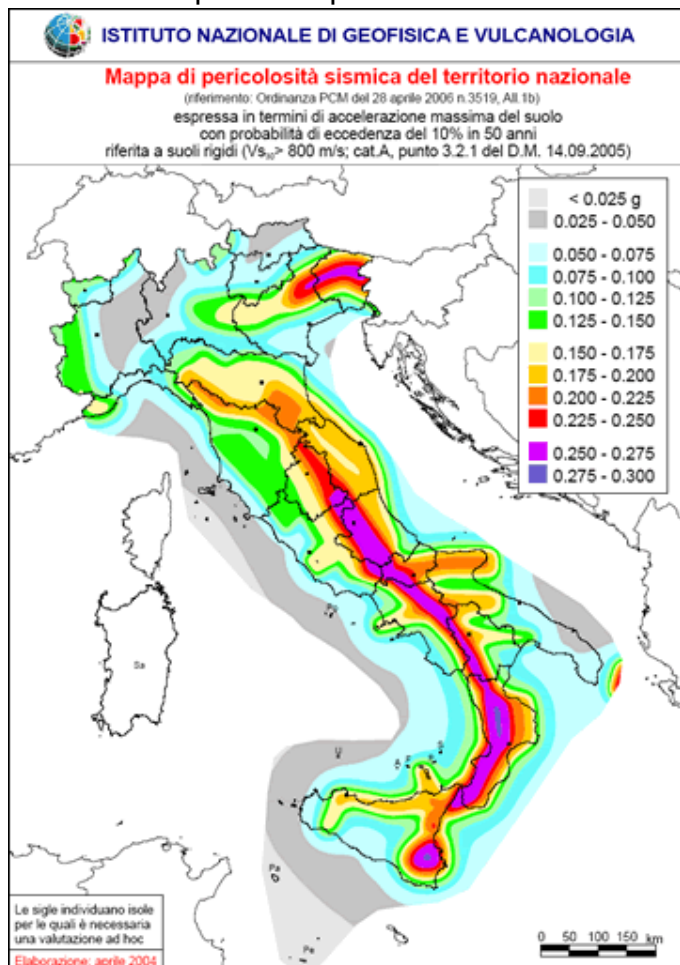 ISTITUTO NAZIONALE DI GEOFISICA E VULCANOLOGIA
Mappa di pericolosità sismica del territorio nazionale
(riferimento: Ordinanza PCM del 28 aprile 2006 n.3519, All.1b)
espressa in termini di accelerazione massima del suolo
con probabilità di eccedenza del 10% in 50 anni
riferita a suoli rigidi (Vs30> 800 m/s; cat.A, punto 3.2.1 del D.M. 14.09.2005)
< 0.025 g
0.025 - 0.050
0.050 - 0.075
0.075 - 0.100
0.100 - 0.125
0.125 - 0.150
0.150 - 0.175
0.175 - 0.200
0.200 - 0.225
0.225 - 0.250
0.250 - 0.275
0.275 - 0.300
Sa
U
A
Pa
Pe
Le sigle individuano isole
per le quali è necessaria
una valutazione ad hoc
Elaborazione: aprile 2004
0 50 100 150 km